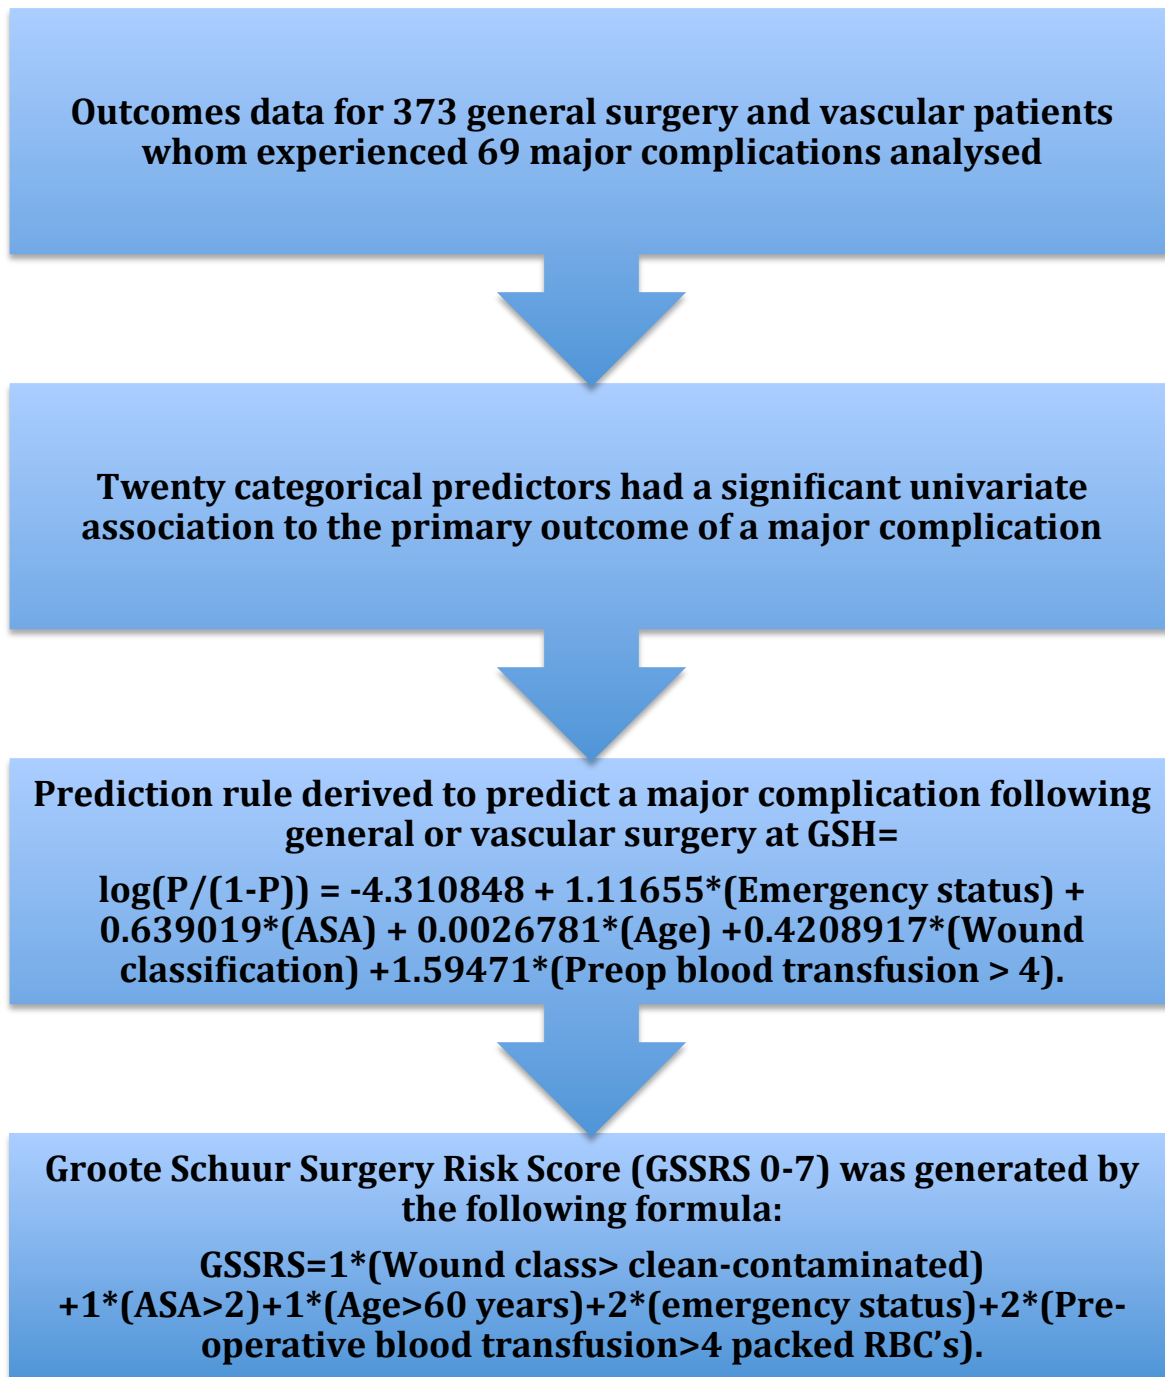 Outcomes data for 373 general surgery and vascular patients
whom experienced 69 major complications analysed
Twenty categorical predictors had a significant univariate
association to the primary outcome of a major complication
Prediction rule derived to predict a major complication following
general or vascular surgery at GSH=
log(P/(1-P)) = -4.310848 + 1.11655*(Emergency status) +
0.639019*(ASA) + 0.0026781*(Age) +0.4208917*(Wound
classification) +1.59471*(Preop blood transfusion > 4).
Groote Schuur Surgery Risk Score (GSSRS 0-7) was generated by
the following formula:
GSSRS=1*(Wound class> clean-contaminated)
+1*(ASA>2)+1*(Age>60 years)+2*(emergency status)+2*(Pre-
operative blood transfusion>4 packed RBC's).